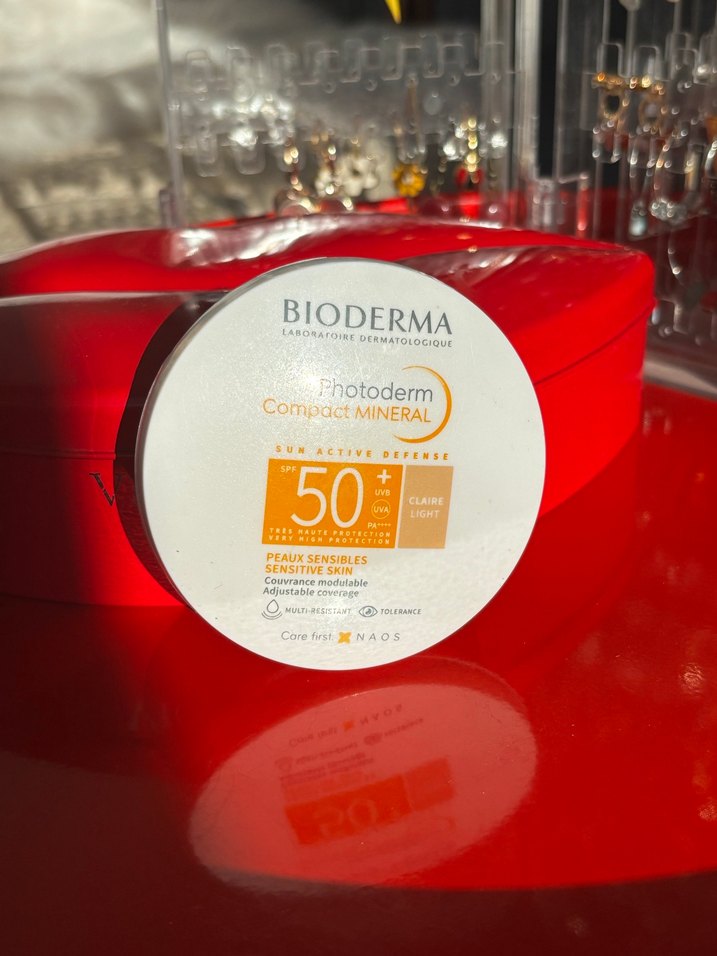 BIODERMA
LABORATOIRE DERMATOLOGIQUE
Photoderm
Compact MINERAL
SUN ACTIVE DEFENSE
SPF 50+
UVB
UVA
PA++++
TRÈS HAUTE PROTECTION
VERY HIGH PROTECTION
CLAIRE
LIGHT
PEAUX SENSIBLES
SENSITIVE SKIN
Couvrance modulable
Adjustable coverage
MULTI-RESISTANT TOLERANCE
Care first. NAOS